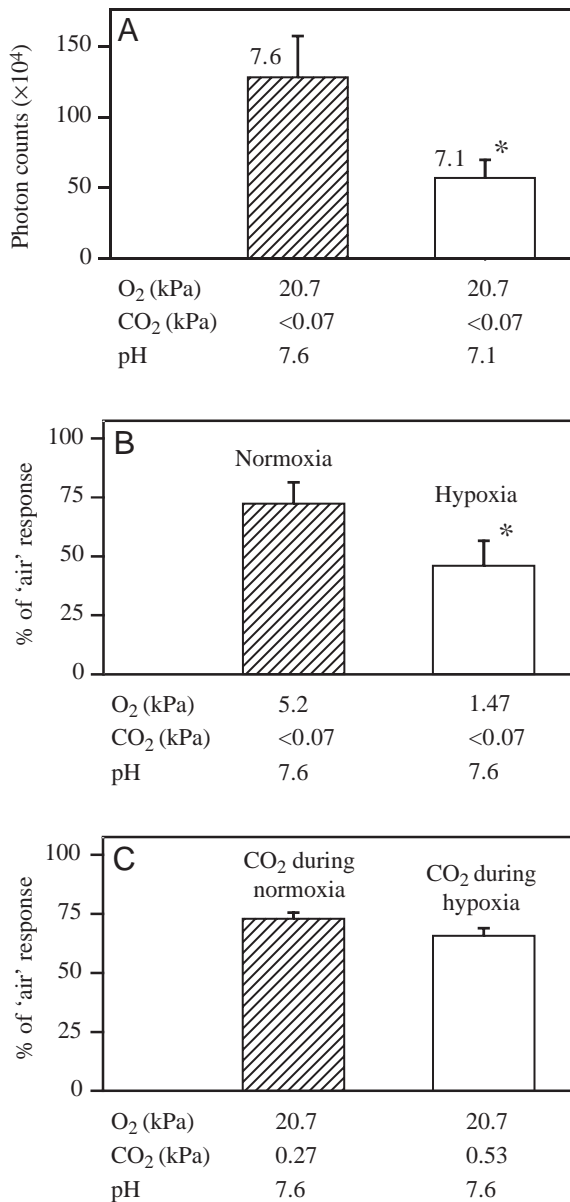 A
Photon counts (×10⁴)
150
100
50
0
7.6
7.1 *
O₂ (kPa) 20.7 20.7
CO₂ (kPa) <0.07 <0.07
pH 7.6 7.1
B
% of ‘air’ response
100
75
50
25
0
Normoxia
Hypoxia
*
O₂ (kPa) 5.2 1.47
CO₂ (kPa) <0.07 <0.07
pH 7.6 7.6
C
% of ‘air’ response
100
75
50
25
0
CO₂ during
normoxia
CO₂ during
hypoxia
O₂ (kPa) 20.7 20.7
CO₂ (kPa) 0.27 0.53
pH 7.6 7.6